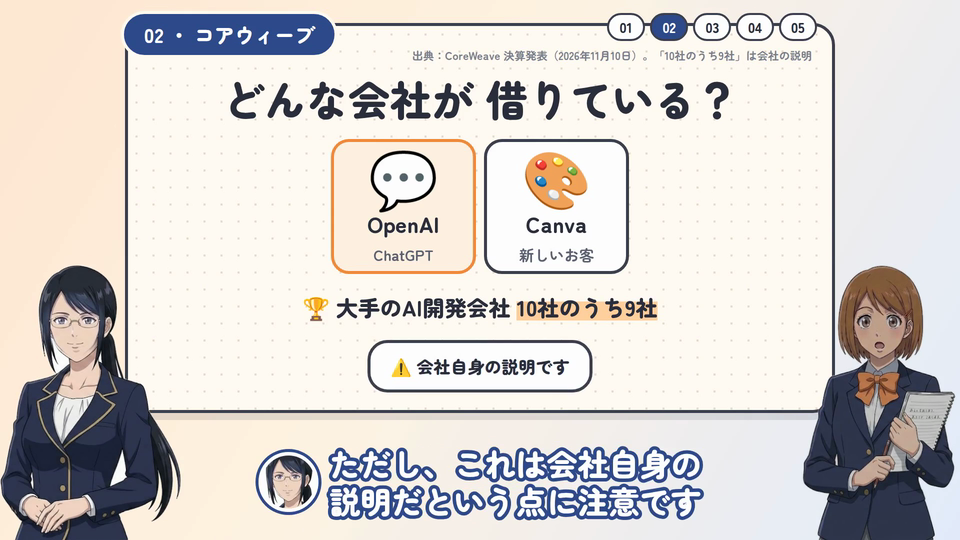 02 ・ コアウィーブ
01 02 03 04 05
出典：CoreWeave 決算発表（2026年11月10日）。「10社のうち9社」は会社の説明
どんな会社が 借りている？
OpenAI
ChatGPT
Canva
新しいお客
大手のAI開発会社 10社のうち9社
会社自身の説明です
ただし、これは会社自身の
説明だという点に注意です